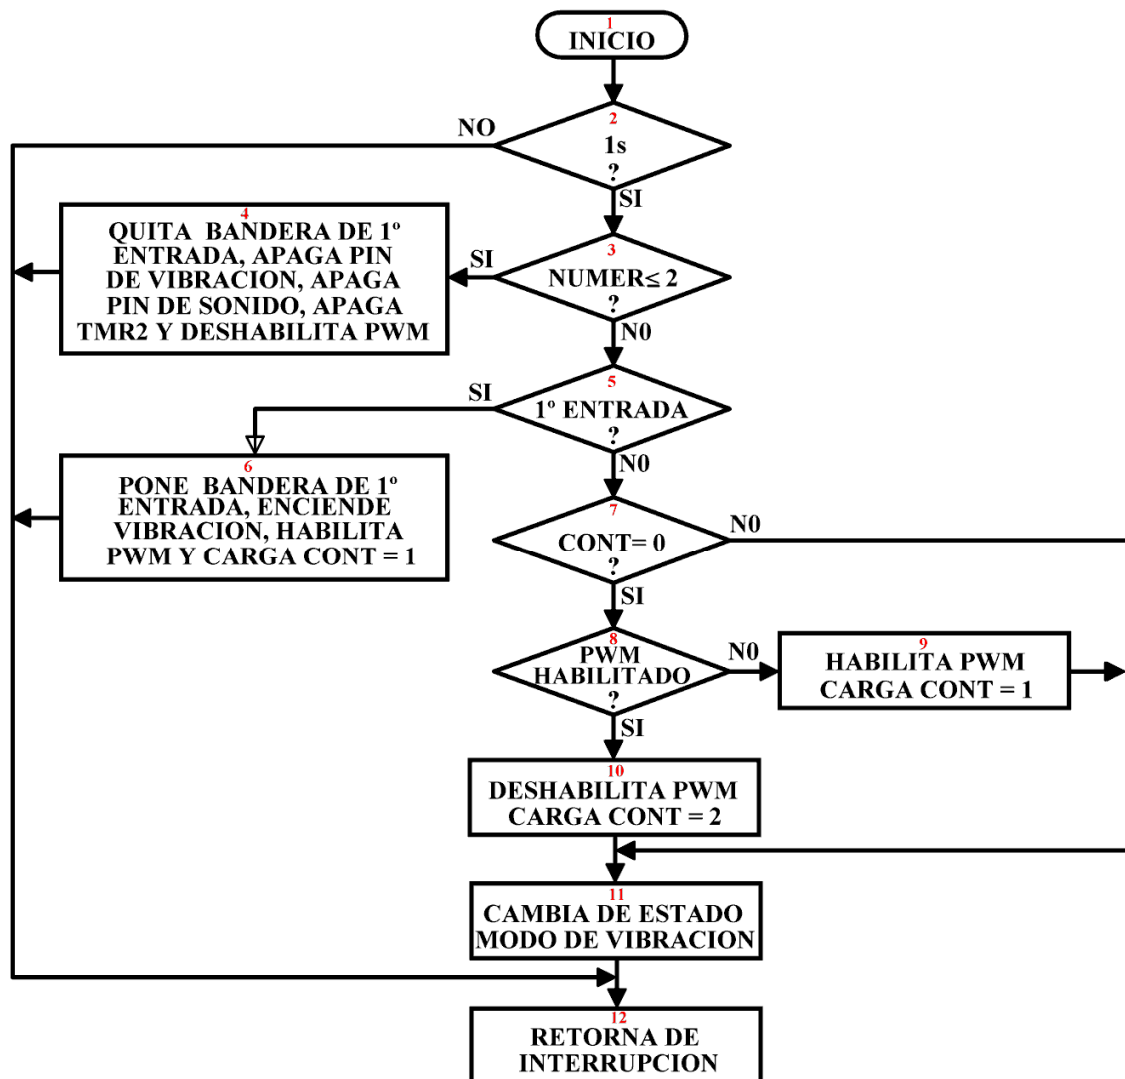 1
INICIO
NO
2
1s
?
SI
4
QUITA BANDERA DE 1º
ENTRADA, APAGA PIN
DE VIBRACION, APAGA
PIN DE SONIDO, APAGA
TMR2 Y DESHABILITA PWM
SI
3
NUMER≤ 2
?
N0
SI
5
1º ENTRADA
?
N0
6
PONE BANDERA DE 1º
ENTRADA, ENCIENDE
VIBRACION, HABILITA
PWM Y CARGA CONT = 1
7
CONT= 0
?
N0
SI
8
PWM
HABILITADO
?
N0
SI
9
HABILITA PWM
CARGA CONT = 1
10
DESHABILITA PWM
CARGA CONT = 2
11
CAMBIA DE ESTADO
MODO DE VIBRACION
12
RETORNA DE
INTERRUPCION